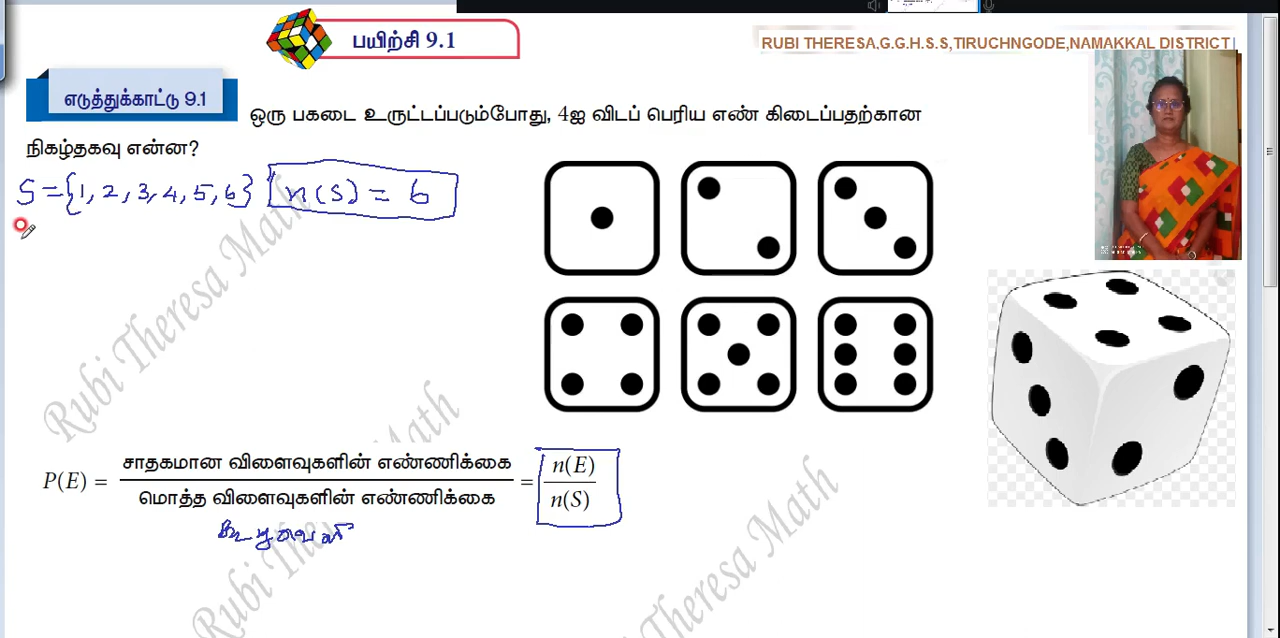 பயிற்சி 9.1
RUBI THERESA,G.G.H.S.S,TIRUCHNGODE,NAMAKKAL DISTRICT
எடுத்துக்காட்டு 9.1
ஒரு பகடை உருட்டப்படும்போது, 4ஐ விடப் பெரிய எண் கிடைப்பதற்கான
நிகழ்தகவு என்ன?
S = {1, 2, 3, 4, 5, 6} n(S) = 6
P(E) = சாதகமான விளைவுகளின் எண்ணிக்கை / மொத்த விளைவுகளின் எண்ணிக்கை = n(E) / n(S)
கூறுவெளி
Rubi Theresa Math
Rubi Theresa Math
Rubi Theresa Math